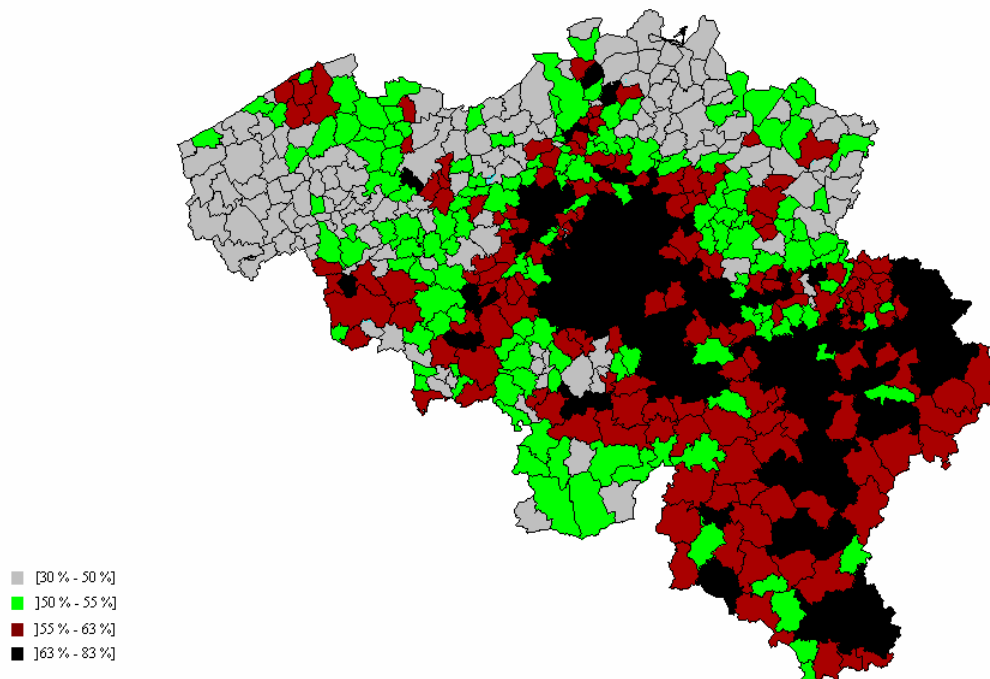 [30 % - 50 %]
]50 % - 55 %]
]55 % - 63 %]
]63 % - 83 %]